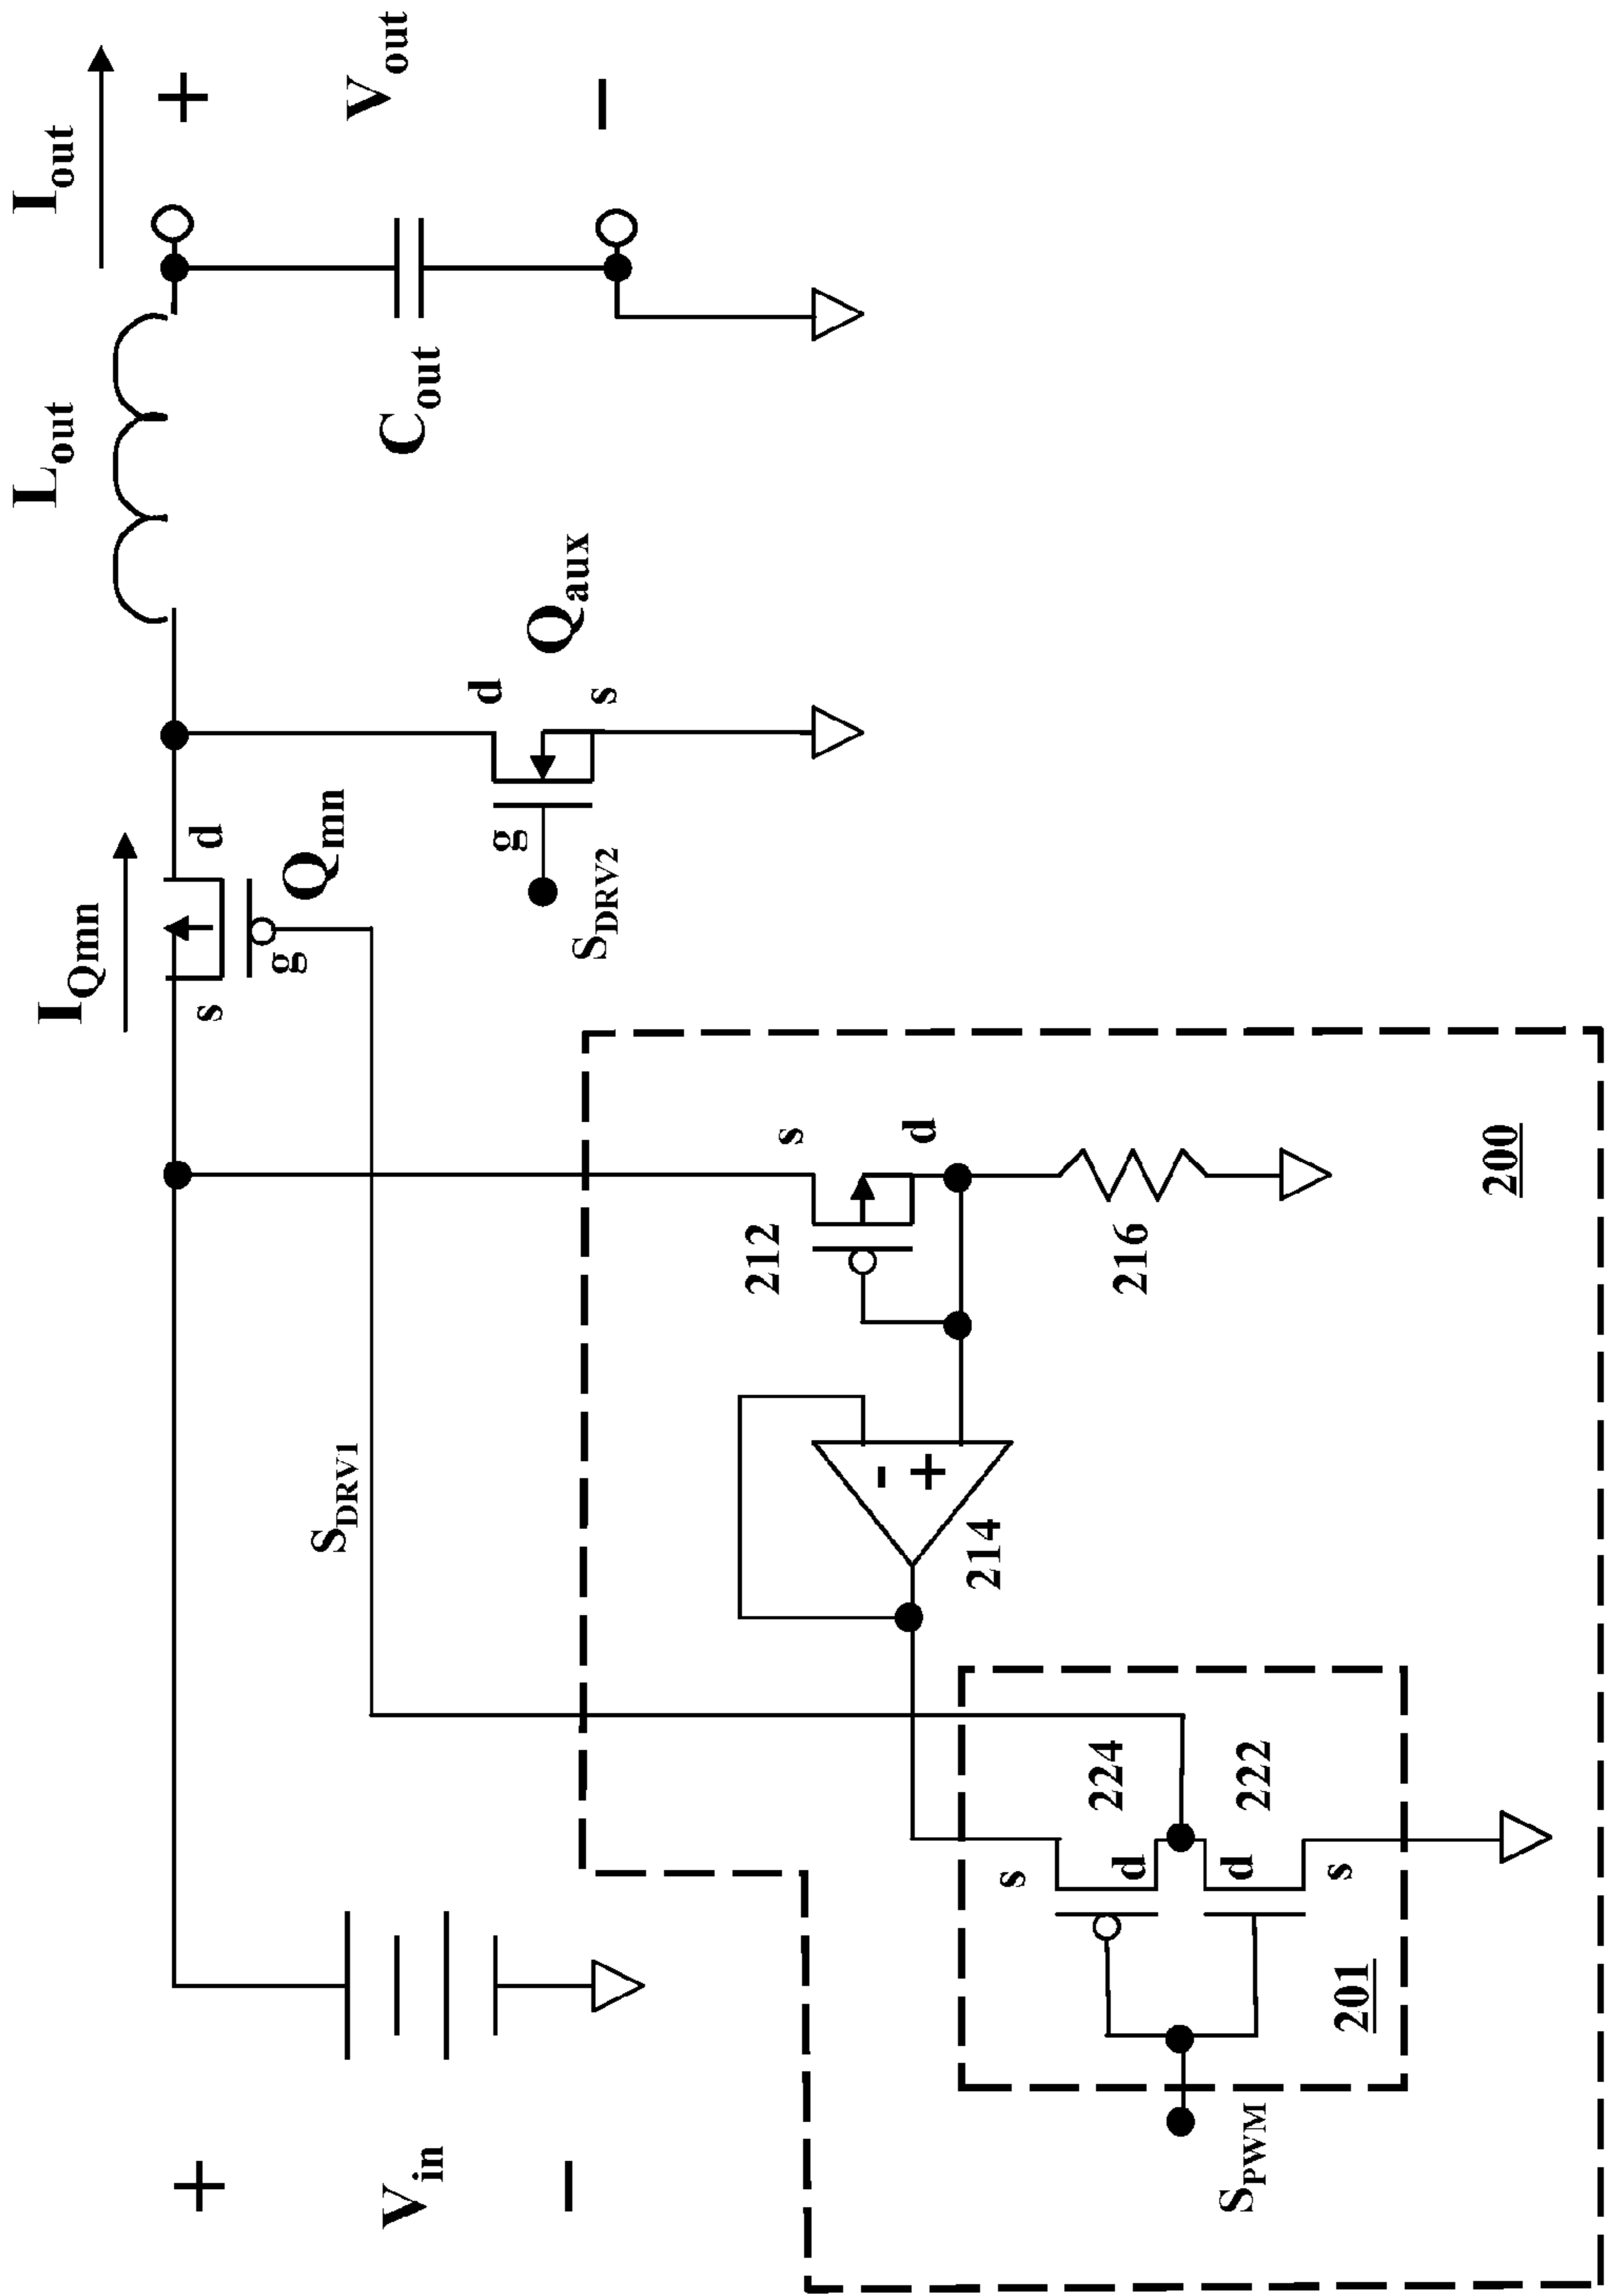 I_Qmn
L_out
I_out
s
d
g
Q_mn
+
V_in
−
S_DRV1
d
g
s
Q_aux
S_DRV2
C_out
+
V_out
−
s
212
d
-
+
214
216
s
224
d
d
222
s
201
S_PWM
200